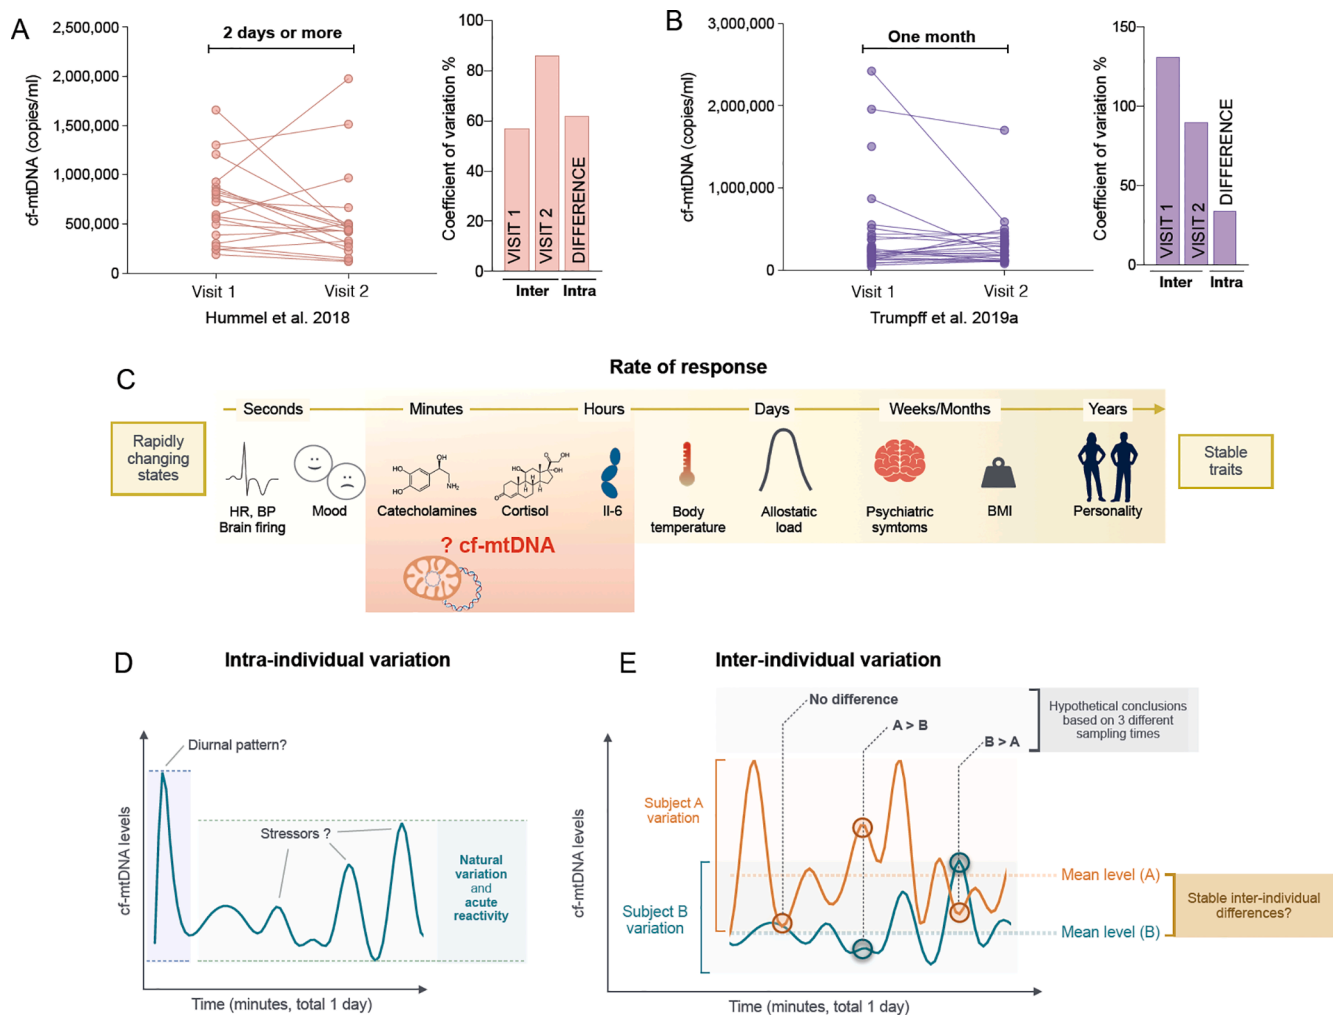 A
2,500,000
2,000,000
1,500,000
1,000,000
500,000
0
cf-mtDNA (copies/ml)
2 days or more
Visit 1
Visit 2
Hummel et al. 2018
100
80
60
40
20
0
Coefficient of variation %
VISIT 1
VISIT 2
DIFFERENCE
Inter
Intra
B
3,000,000
2,000,000
1,000,000
0
cf-mtDNA (copies/ml)
One month
Visit 1
Visit 2
Trumpff et al. 2019a
150
100
50
0
Coefficient of variation %
VISIT 1
VISIT 2
DIFFERENCE
Inter
Intra
C
Rate of response
Seconds
Minutes
Hours
Days
Weeks/Months
Years
Rapidly
changing
states
HR, BP
Brain firing
Mood
OH
HO
OH
NH₂
Catecholamines
O
OH
HO
OH
H
H
H
O
Cortisol
Il-6
Body
temperature
Allostatic
load
Psychiatric
symtoms
BMI
Personality
Stable
traits
? cf-mtDNA
D
Intra-individual variation
Diurnal pattern?
Stressors ?
Natural
variation
and
acute
reactivity
cf-mtDNA levels
Time (minutes, total 1 day)
E
Inter-individual variation
No difference
A > B
B > A
Hypothetical conclusions
based on 3 different
sampling times
Subject A
variation
Subject B
variation
cf-mtDNA levels
Mean level (A)
Mean level (B)
Stable inter-individual
differences?
Time (minutes, total 1 day)